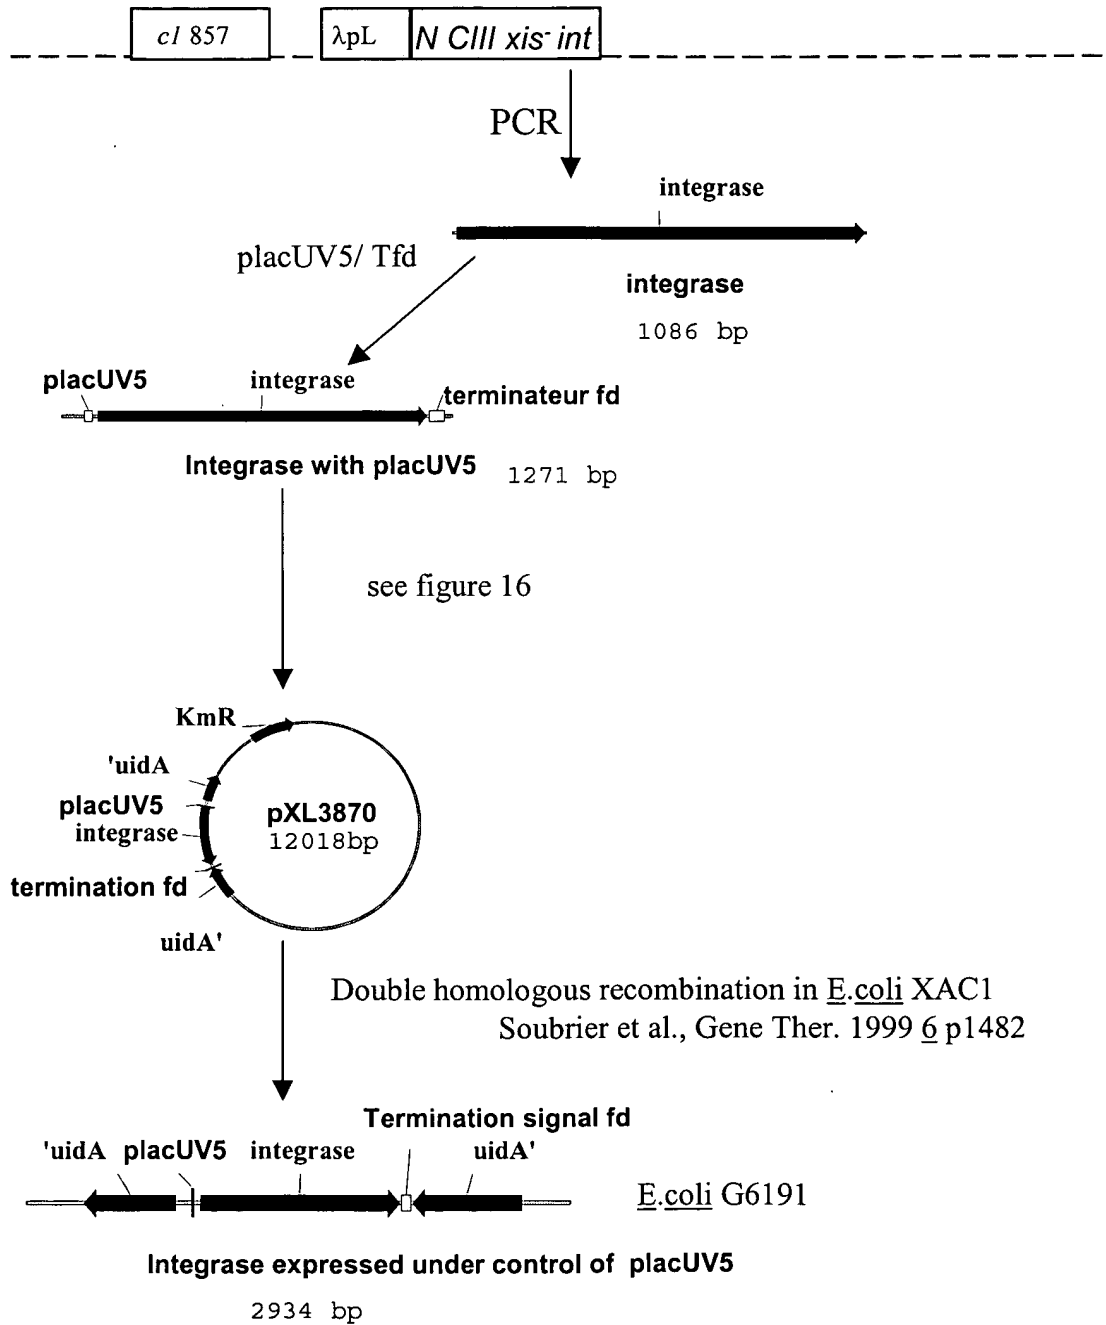 cI 857
λpL
N CIII xis- int
PCR
integrase
placUV5/ Tfd
integrase
1086 bp
placUV5
integrase
terminateur fd
Integrase with placUV5
1271 bp
see figure 16
KmR
'uidA
placUV5
integrase
pXL3870
12018bp
termination fd
uidA'
Double homologous recombination in E.coli XAC1
Soubrier et al., Gene Ther. 1999 6 p1482
Termination signal fd
'uidA placUV5 integrase uidA'
E.coli G6191
Integrase expressed under control of placUV5
2934 bp